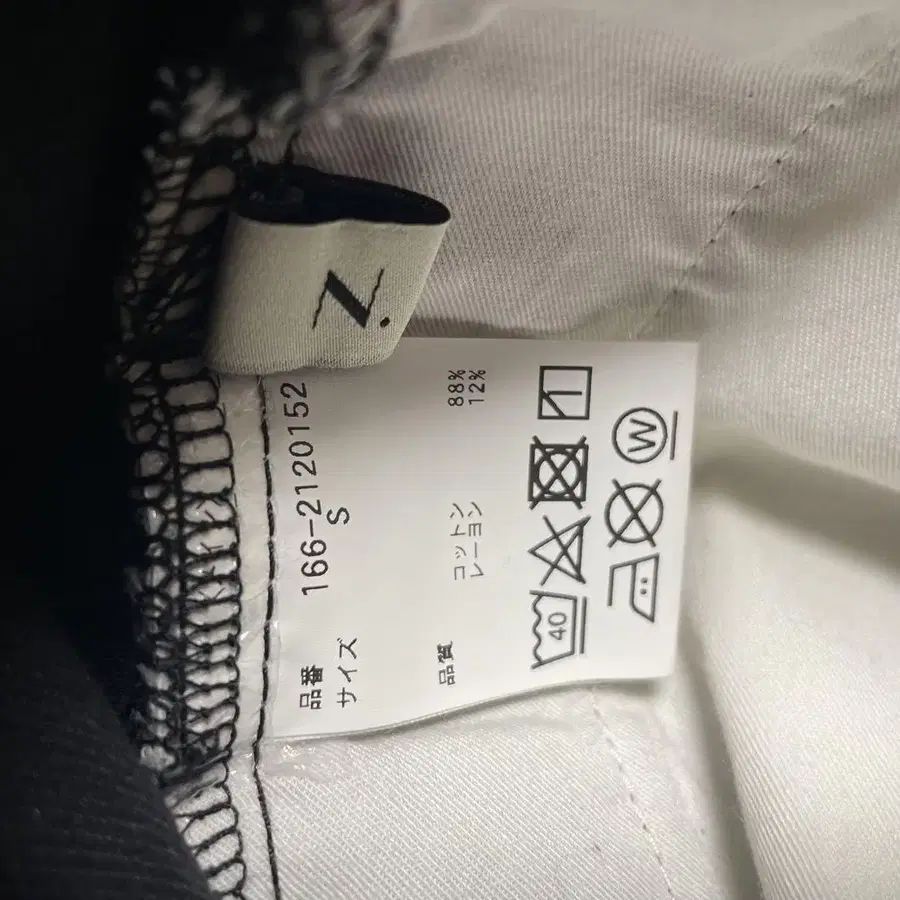 Z.
品番 166-2120152
サイズ S
品質 コットン 88%
レーヨン 12%
40
W